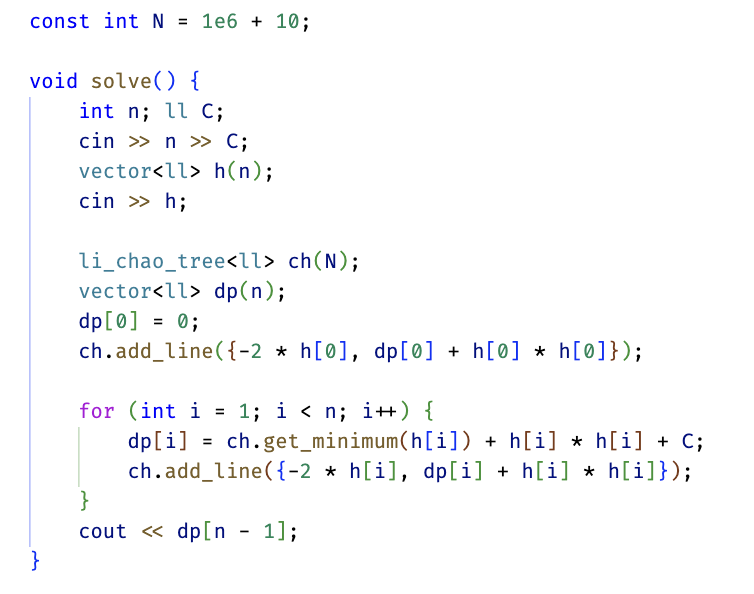 const int N = 1e6 + 10;
void solve() {
int n; ll C;
cin >> n >> C;
vector<ll> h(n);
cin >> h;
li_chao_tree<ll> ch(N);
vector<ll> dp(n);
dp[0] = 0;
ch.add_line({-2 * h[0], dp[0] + h[0] * h[0]});
for (int i = 1; i < n; i++) {
dp[i] = ch.get_minimum(h[i]) + h[i] * h[i] + C;
ch.add_line({-2 * h[i], dp[i] + h[i] * h[i]});
}
cout << dp[n - 1];
}